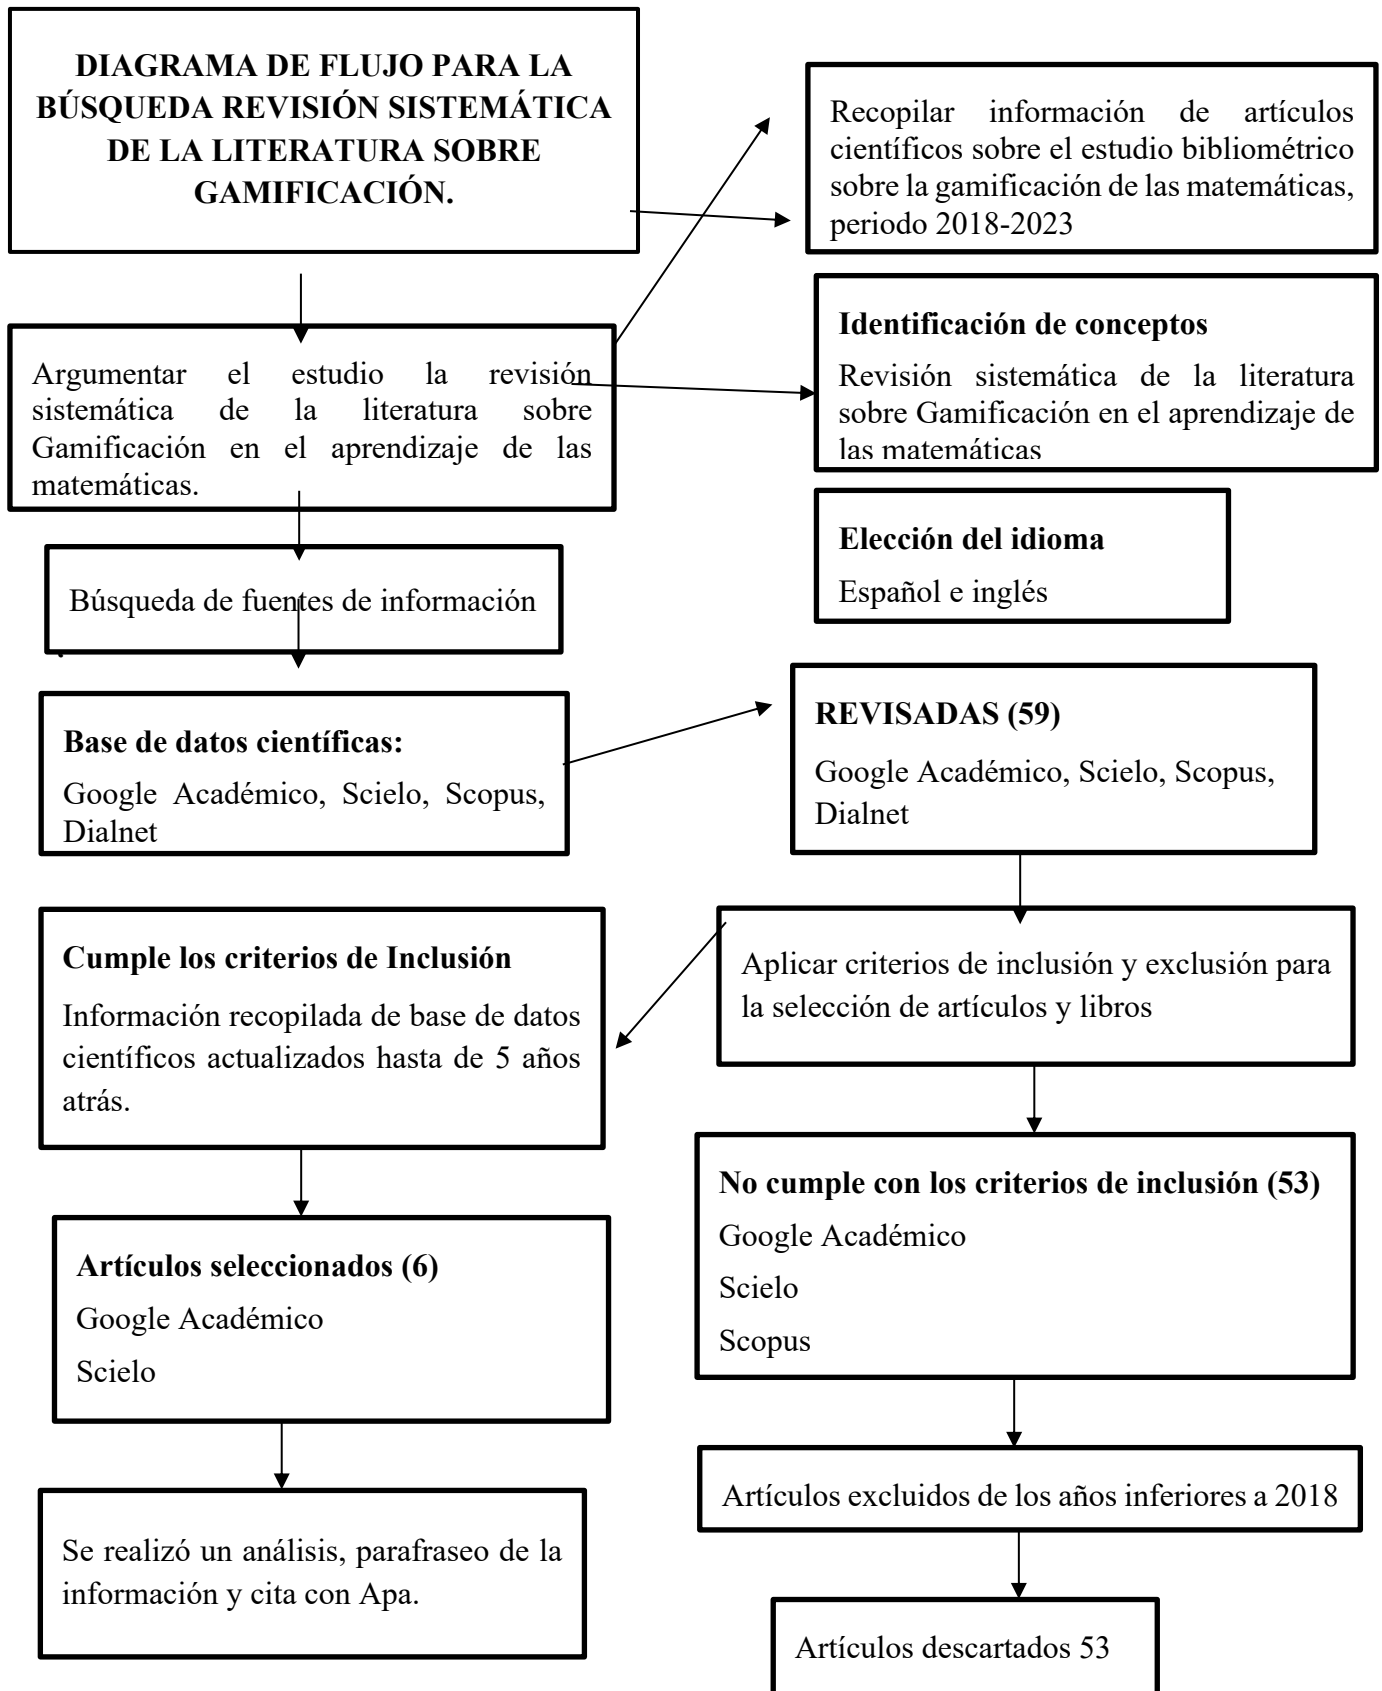 DIAGRAMA DE FLUJO PARA LA
BÚSQUEDA REVISIÓN SISTEMÁTICA
DE LA LITERATURA SOBRE
GAMIFICACIÓN.
Recopilar información de artículos
científicos sobre el estudio bibliométrico
sobre la gamificación de las matemáticas,
periodo 2018-2023
Argumentar el estudio la revisión
sistemática de la literatura sobre
Gamificación en el aprendizaje de las
matemáticas.
Identificación de conceptos
Revisión sistemática de la literatura
sobre Gamificación en el aprendizaje de
las matemáticas
Elección del idioma
Español e inglés
Búsqueda de fuentes de información
Base de datos científicas:
Google Académico, Scielo, Scopus,
Dialnet
REVISADAS (59)
Google Académico, Scielo, Scopus,
Dialnet
Aplicar criterios de inclusión y exclusión para
la selección de artículos y libros
Cumple los criterios de Inclusión
Información recopilada de base de datos
científicos actualizados hasta de 5 años
atrás.
No cumple con los criterios de inclusión (53)
Google Académico
Scielo
Scopus
Artículos seleccionados (6)
Google Académico
Scielo
Artículos excluidos de los años inferiores a 2018
Se realizó un análisis, parafraseo de la
información y cita con Apa.
Artículos descartados 53